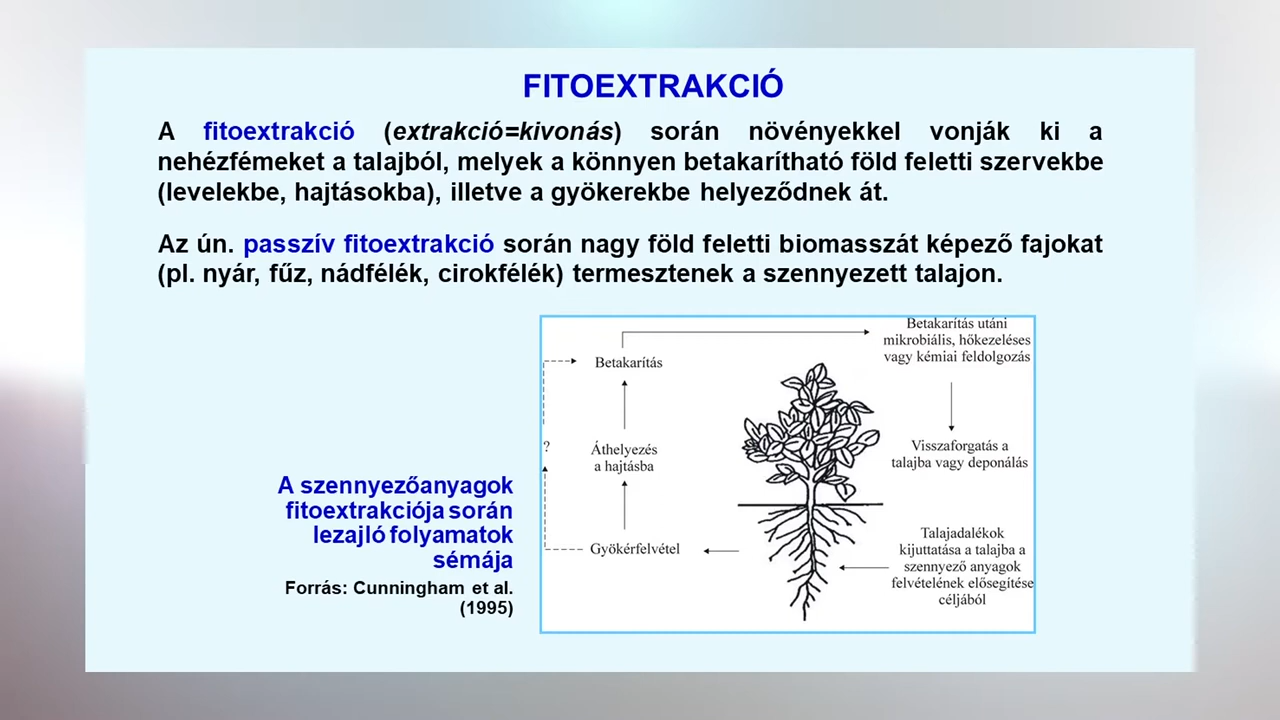 FITOEXTRAKCIÓ
A fitoextrakció (extrakció=kivonás) során növényekkel vonják ki a
nehézfémeket a talajból, melyek a könnyen betakarítható föld feletti szervekbe
(levelekbe, hajtásokba), illetve a gyökerekbe helyeződnek át.
Az ún. passzív fitoextrakció során nagy föld feletti biomasszát képező fajokat
(pl. nyár, fűz, nádfélék, cirokfélék) termesztenek a szennyezett talajon.
A szennyezőanyagok
fitoextrakciója során
lezajló folyamatok
sémája
Forrás: Cunningham et al.
(1995)
Betakarítás
?
Áthelyezés
a hajtásba
Gyökérfelvétel
Betakarítás utáni
mikrobiális, hőkezeléses
vagy kémiai feldolgozás
Visszaforgatás a
talajba vagy deponálás
Talajadalékok
kijuttatása a talajba a
szennyező anyagok
felvételének elősegítése
céljából